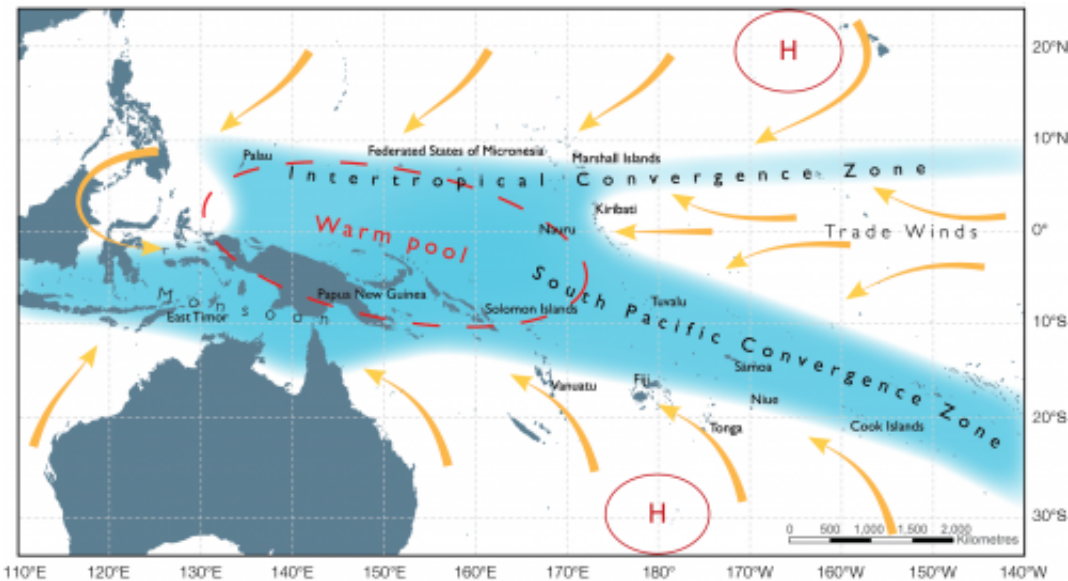 H
20°N
10°N
Palau
Federated States of Micronesia
Marshall Islands
Intertropical Convergence Zone
Kiribati
Warm pool
Nauru
Trade Winds
0°
South Pacific Convergence Zone
Monsoon
Papua New Guinea
Tuvalu
East Timor
Solomon Islands
10°S
Samoa
Vanuatu
Fiji
Niue
Tonga
Cook Islands
20°S
H
30°S
0 500 1,000 1,500 2,000
Kilometres
110°E 120°E 130°E 140°E 150°E 160°E 170°E 180° 170°W 160°W 150°W 140°W